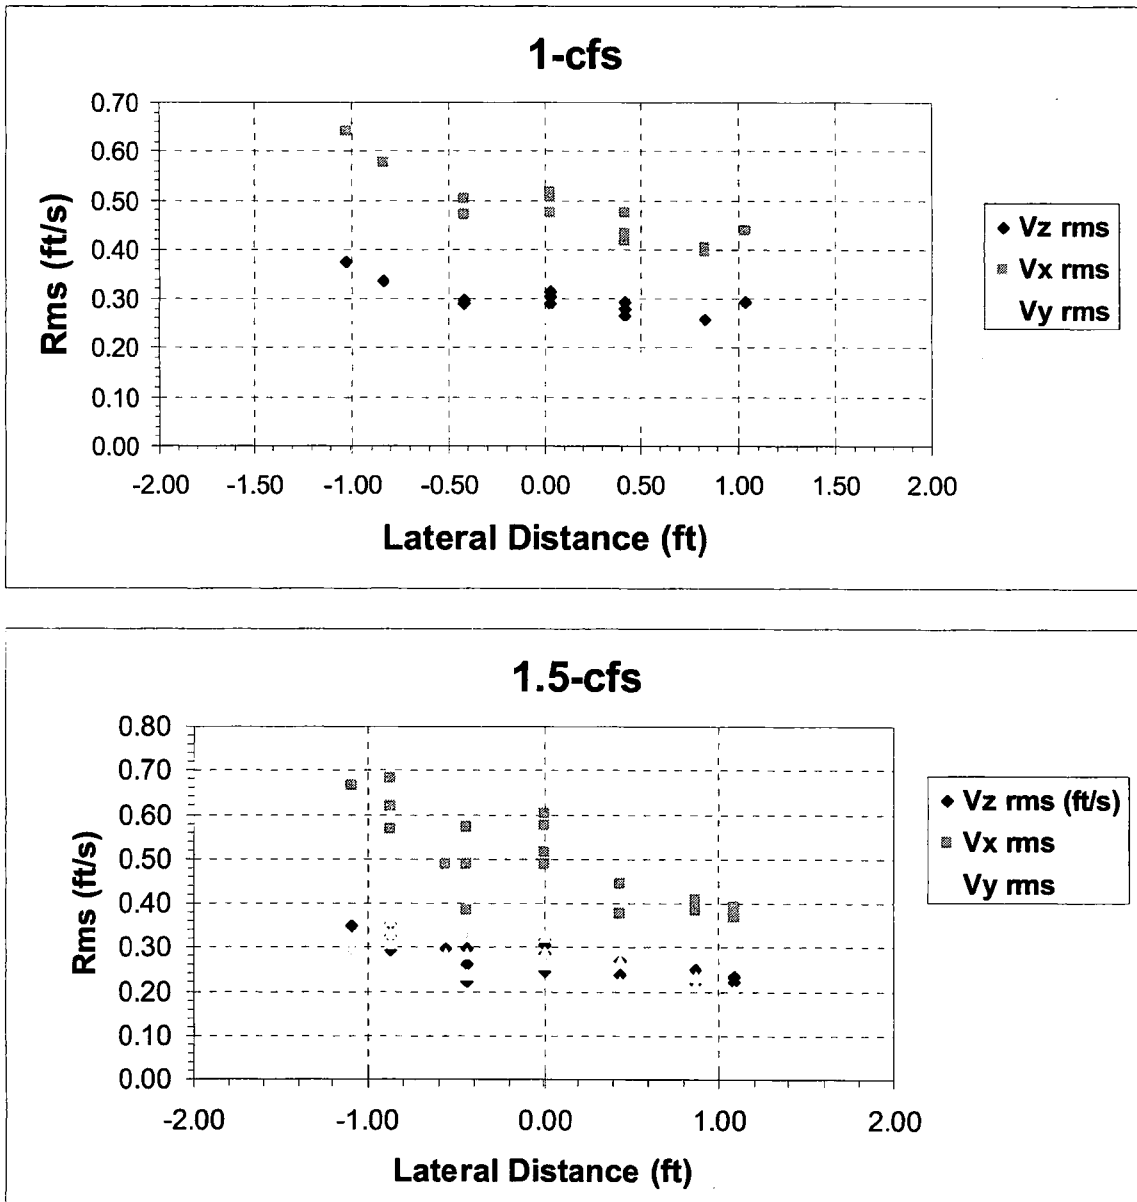 1-cfs
0.70
0.60
0.50
0.40
0.30
0.20
0.10
0.00
Rms (ft/s)
-2.00 -1.50 -1.00 -0.50 0.00 0.50 1.00 1.50 2.00
Lateral Distance (ft)
Vz rms
Vx rms
Vy rms
1.5-cfs
0.80
0.70
0.60
0.50
0.40
0.30
0.20
0.10
0.00
Rms (ft/s)
-2.00 -1.00 0.00 1.00 2.00
Lateral Distance (ft)
Vz rms (ft/s)
Vx rms
Vy rms